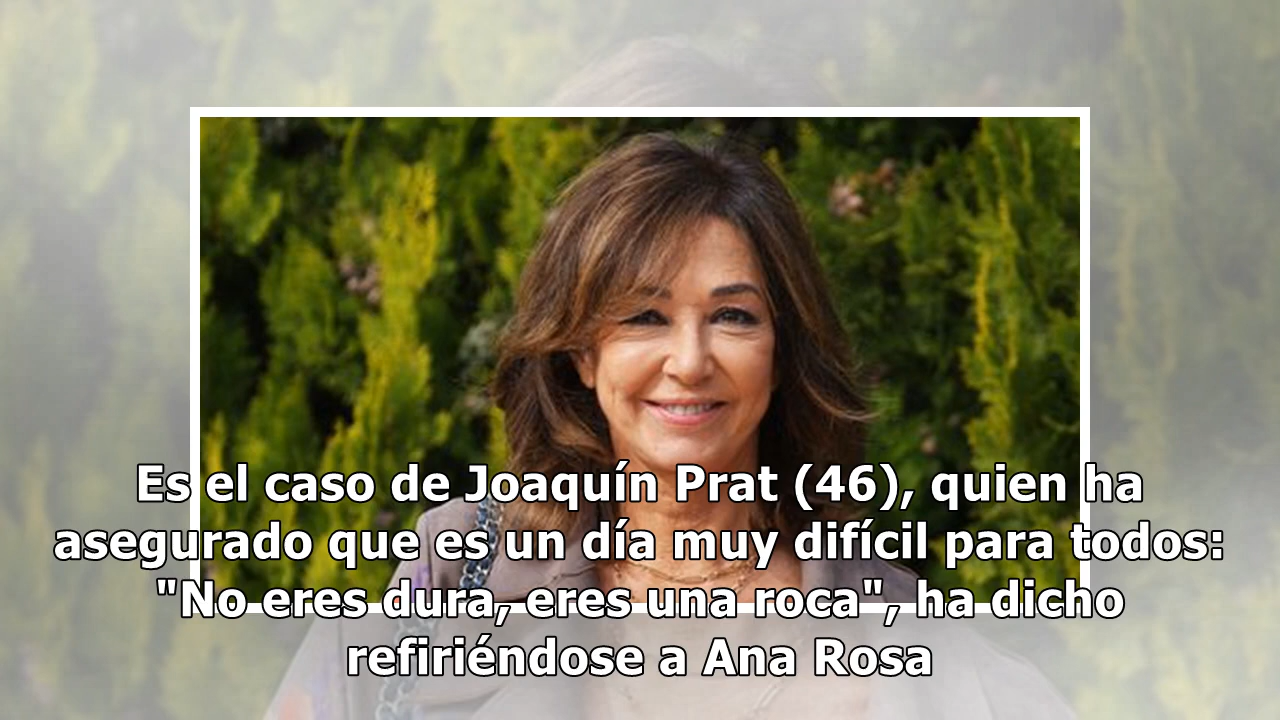 Es el caso de Joaquín Prat (46), quien ha
asegurado que es un día muy difícil para todos:
"No eres dura, eres una roca", ha dicho
refiriéndose a Ana Rosa